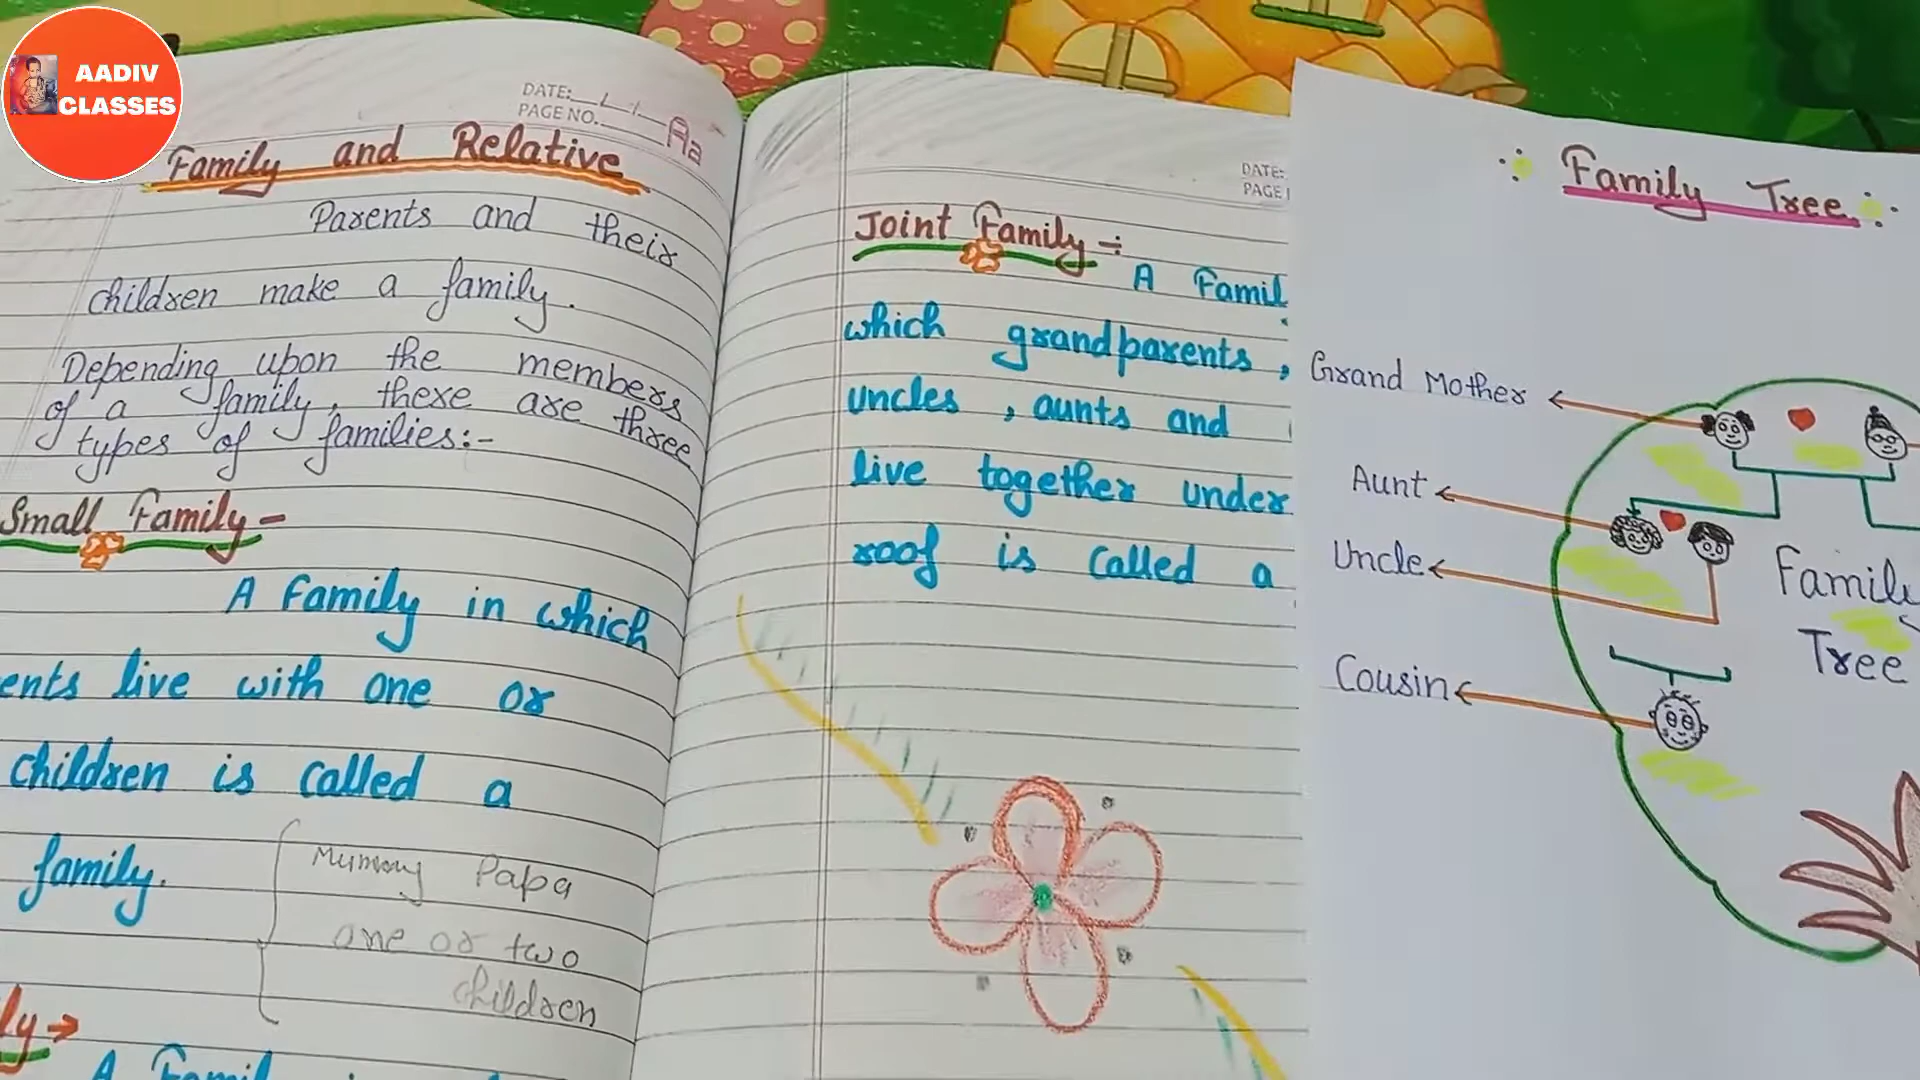 AADIV
CLASSES
DATE:
PAGE NO.
Aa
Family and Relative
Parents and their
children make a family.
Depending upon the members
of a family, there are three
types of families:-
Small Family-
A Family in which
ents live with one or
children is called a
family.
Mummy Papa
one or two
children
ly→
A Famil
DATE:
PAGE
Joint Family÷
A Famil
which grandparents,
uncles, aunts and
live together under
roof is called a
Family Tree
Grand Mother
Aunt
Uncle
Cousin
Family
Tree